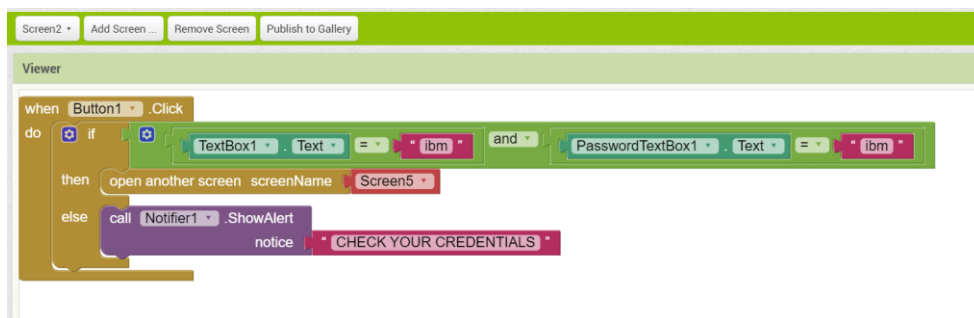 Screen2 Add Screen ... Remove Screen Publish to Gallery
Viewer
when Button1 .Click
do if TextBox1 . Text = " ibm " and PasswordTextBox1 . Text = " ibm "
then open another screen screenName Screen5
else call Notifier1 .ShowAlert
notice " CHECK YOUR CREDENTIALS "